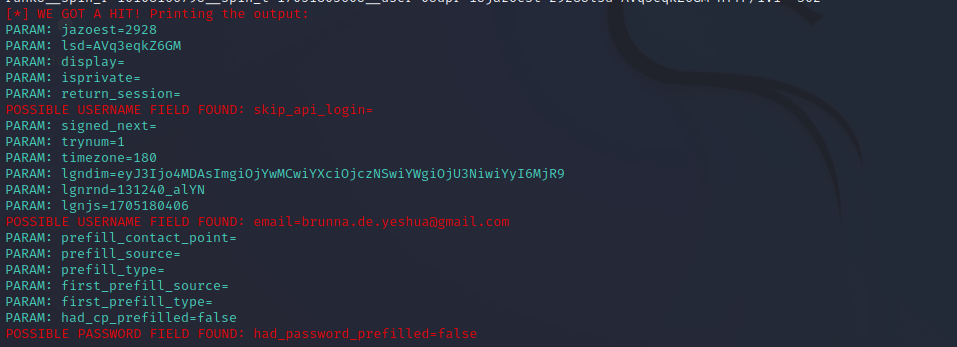 [*] WE GOT A HIT! Printing the output:
PARAM: jazoest=2928
PARAM: lsd=AVq3eqkZ6GM
PARAM: display=
PARAM: isprivate=
PARAM: return_session=
POSSIBLE USERNAME FIELD FOUND: skip_api_login=
PARAM: signed_next=
PARAM: trynum=1
PARAM: timezone=180
PARAM: lgndim=eyJ3Ijo4MDAsImgiOjYwMCwiYXciOjczNSwiYWgiOjU3NiwiYyI6MjR9
PARAM: lgnrnd=131240_alYN
PARAM: lgnjs=1705180406
POSSIBLE USERNAME FIELD FOUND: email=brunna.de.yeshua@gmail.com
PARAM: prefill_contact_point=
PARAM: prefill_source=
PARAM: prefill_type=
PARAM: first_prefill_source=
PARAM: first_prefill_type=
PARAM: had_cp_prefilled=false
POSSIBLE PASSWORD FIELD FOUND: had_password_prefilled=false